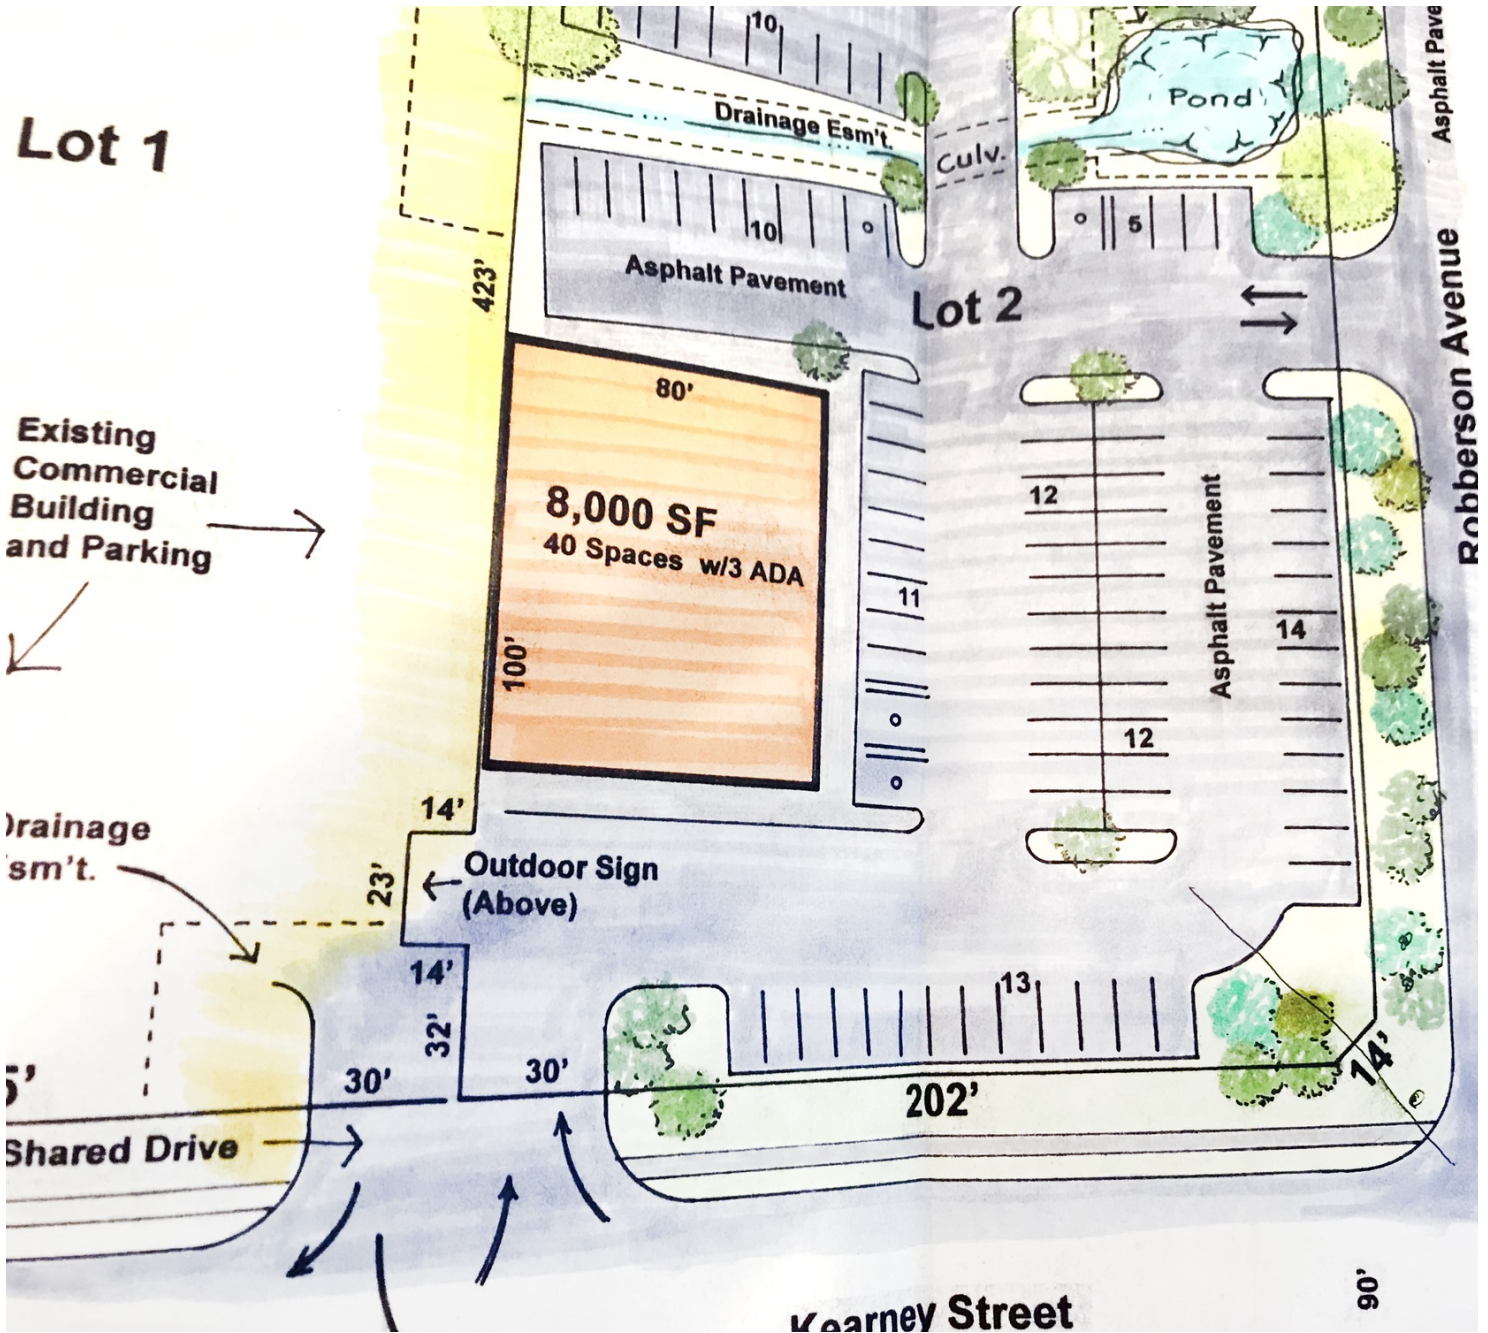 10
Asphalt Pave
Pond
Drainage Esm't.
Culv.
Lot 1
10
5
Asphalt Pavement
423'
Lot 2
Robberson Avenue
80'
Existing
Commercial
Building
and Parking
8,000 SF
40 Spaces w/3 ADA
12
Asphalt Pavement
11
14
100'
12
14'
Drainage
Esm't.
23'
Outdoor Sign
(Above)
14'
13
32'
5'
30'
30'
202'
14'
Shared Drive
90'
Kearney Street